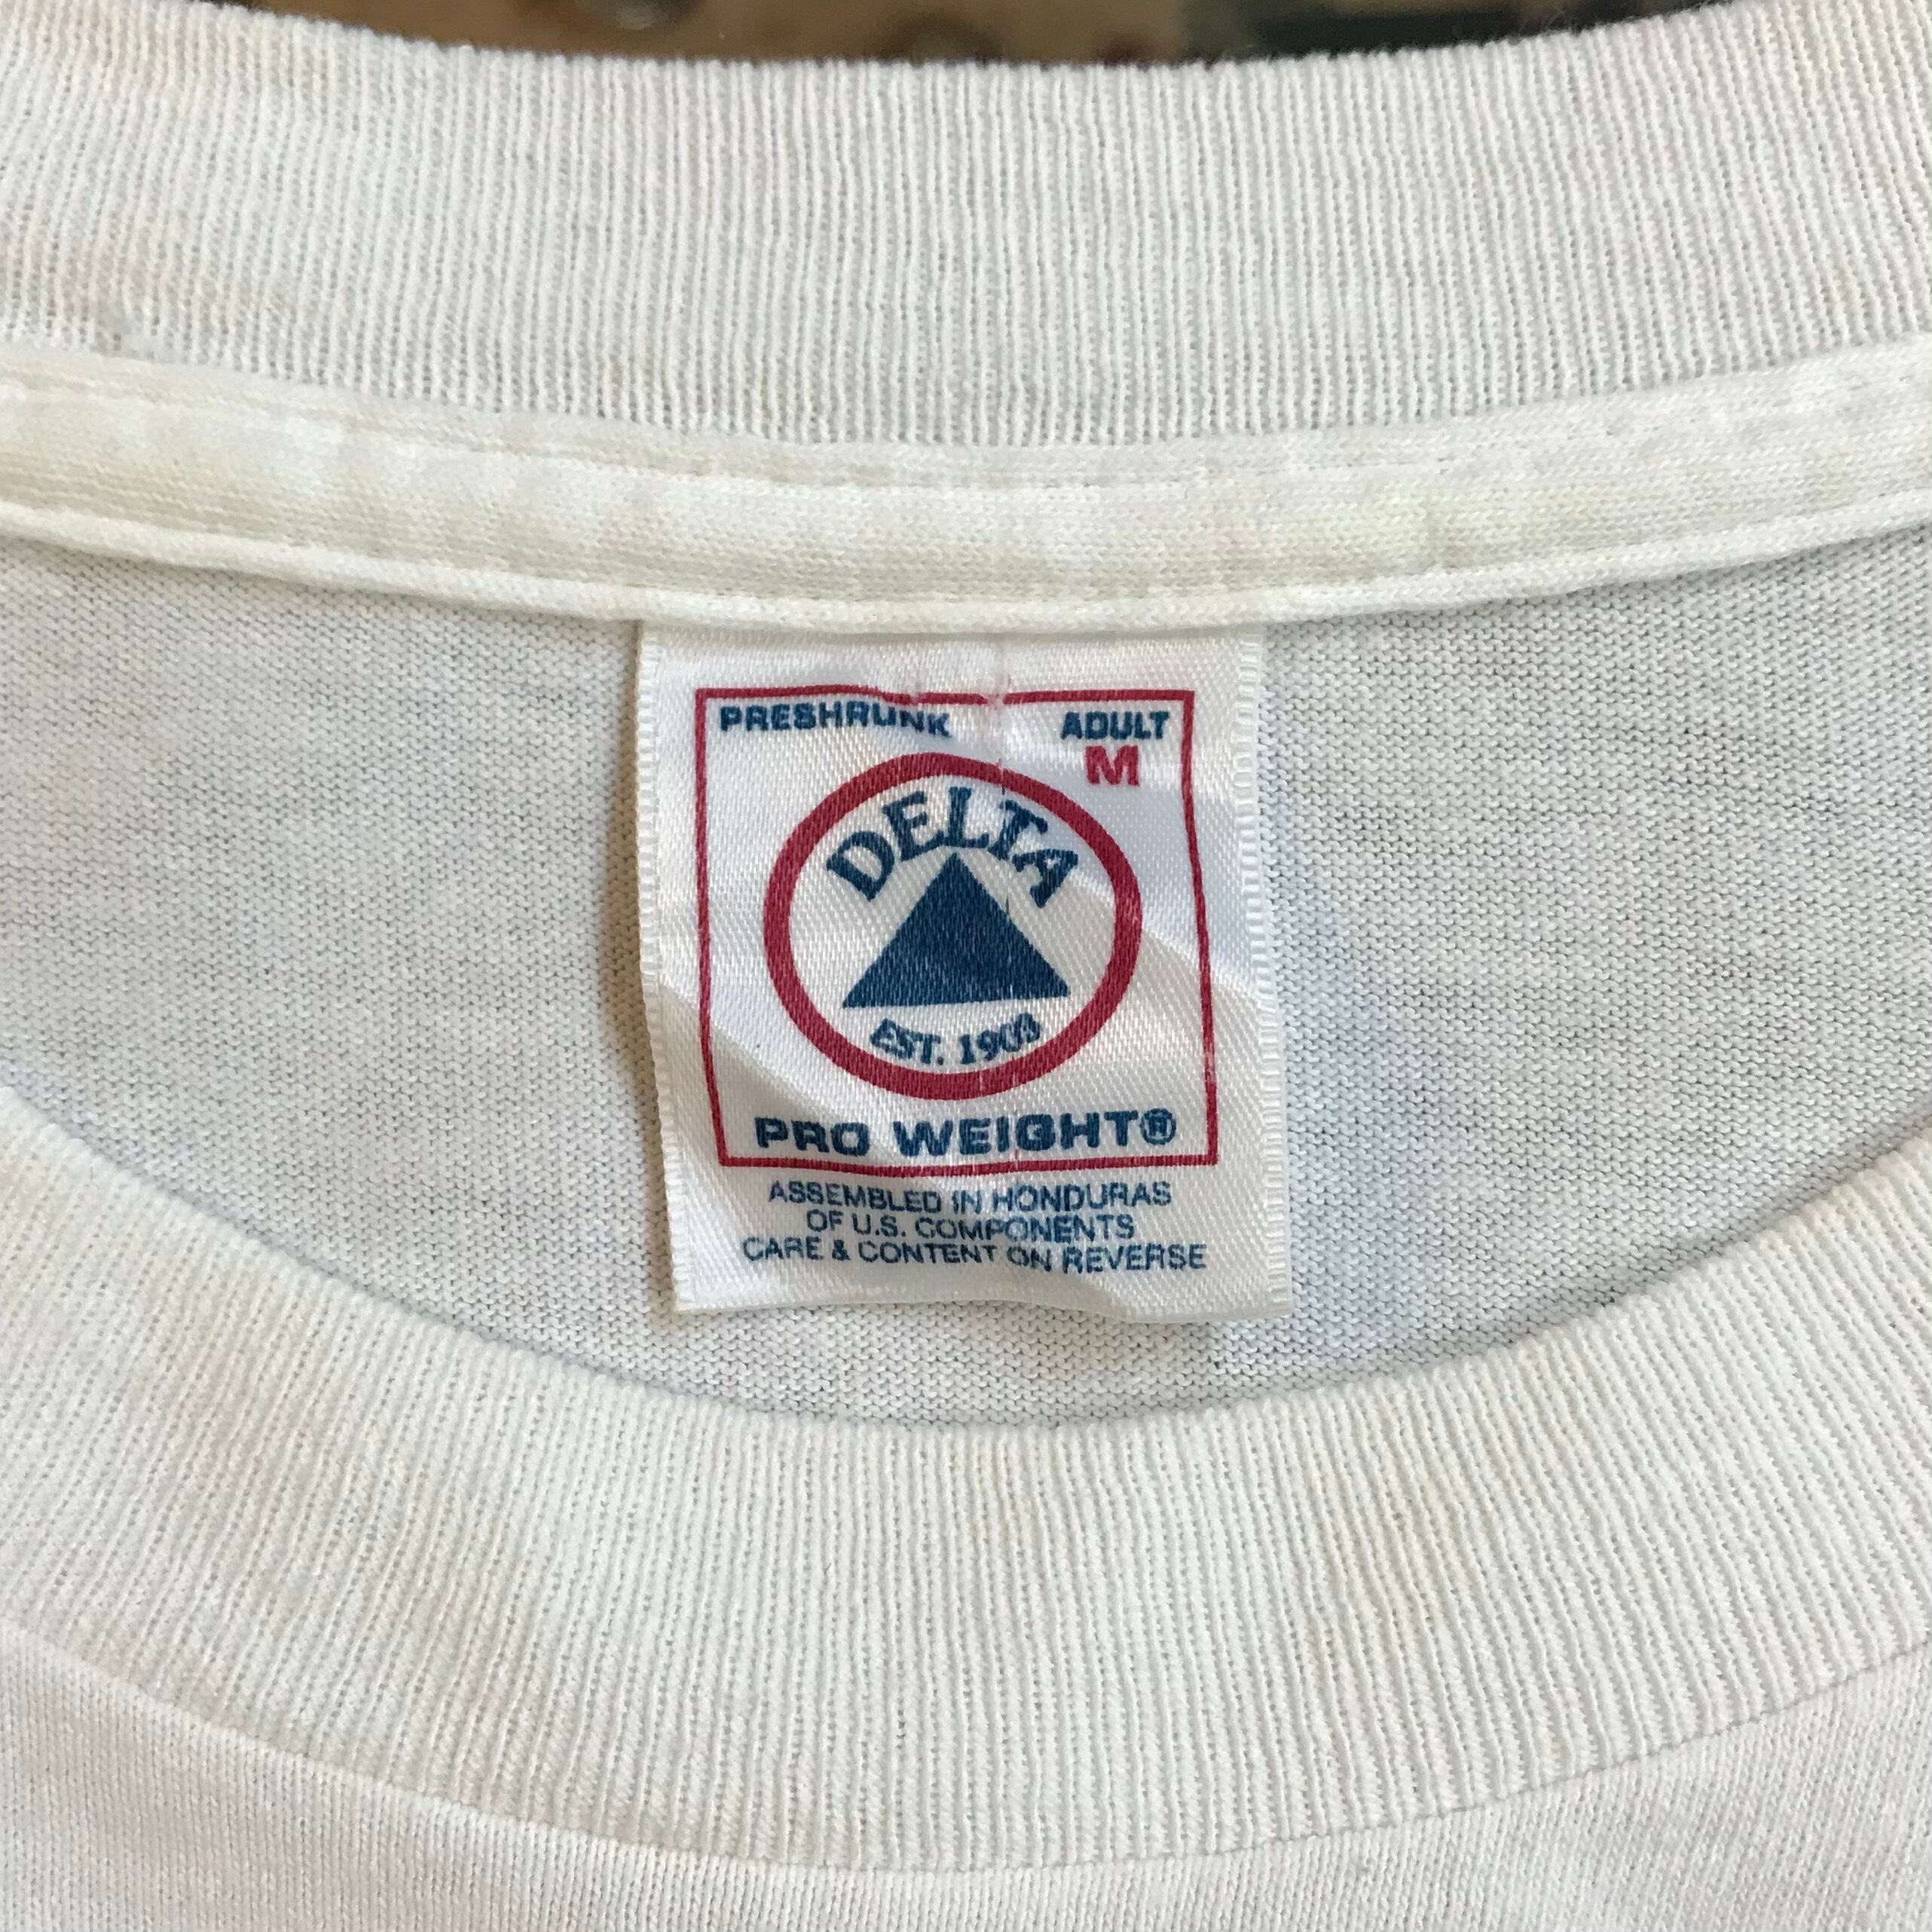 PRESHRUNK ADULT
M
DELTA
EST. 1903
PRO WEIGHT®
ASSEMBLED IN HONDURAS
OF U.S. COMPONENTS
CARE & CONTENT ON REVERSE